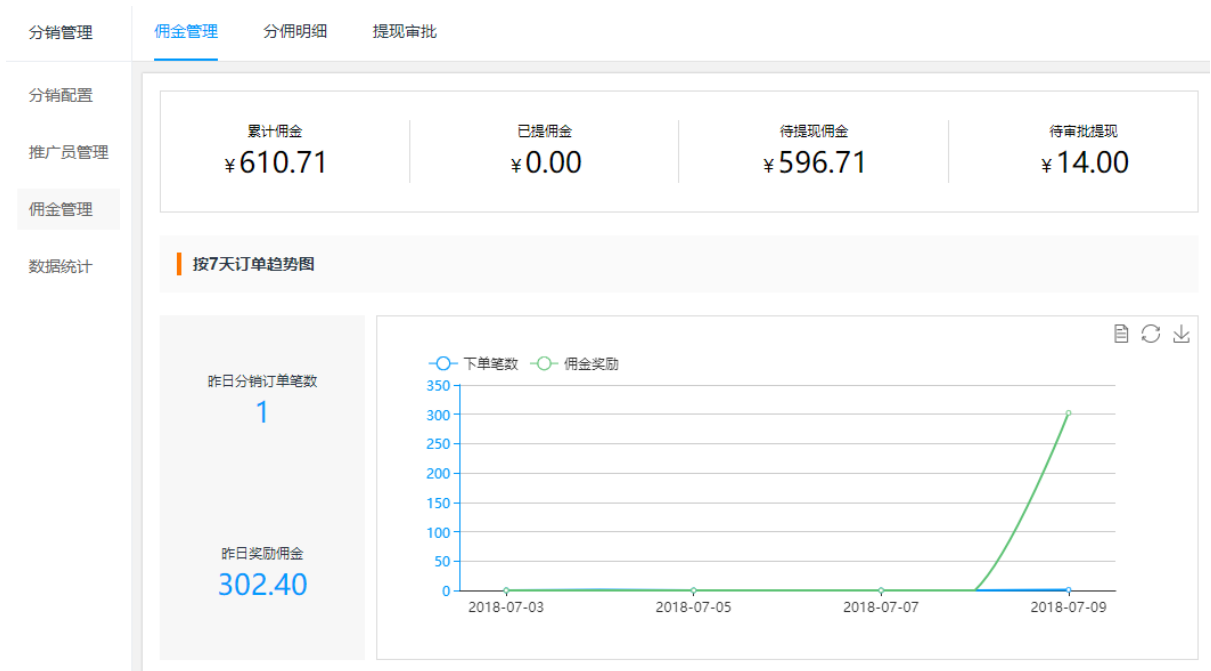 分销管理
佣金管理 分佣明细 提现审批
分销配置
推广员管理
佣金管理
数据统计
累计佣金 已提佣金 待提现佣金 待审批提现
¥610.71 ¥0.00 ¥596.71 ¥14.00
按7天订单趋势图
昨日分销订单笔数
1
昨日奖励佣金
302.40
下单笔数 佣金奖励
350
300
250
200
150
100
50
0
2018-07-03 2018-07-05 2018-07-07 2018-07-09